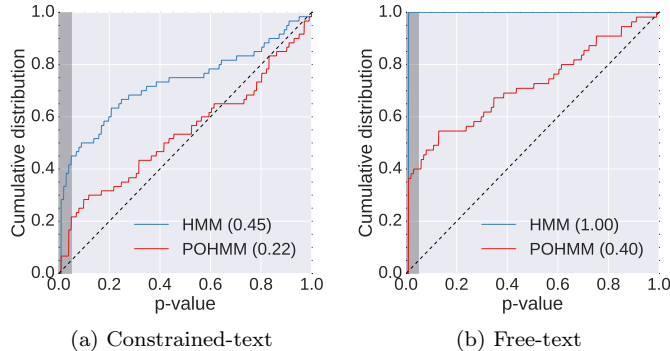 Cumulative distribution
1.0
0.8
0.6
0.4
0.2
0.0
0.0 0.2 0.4 0.6 0.8 1.0
p-value
HMM (0.45)
POHMM (0.22)
(a) Constrained-text
Cumulative distribution
1.0
0.8
0.6
0.4
0.2
0.0
0.0 0.2 0.4 0.6 0.8 1.0
p-value
HMM (1.00)
POHMM (0.40)
(b) Free-text